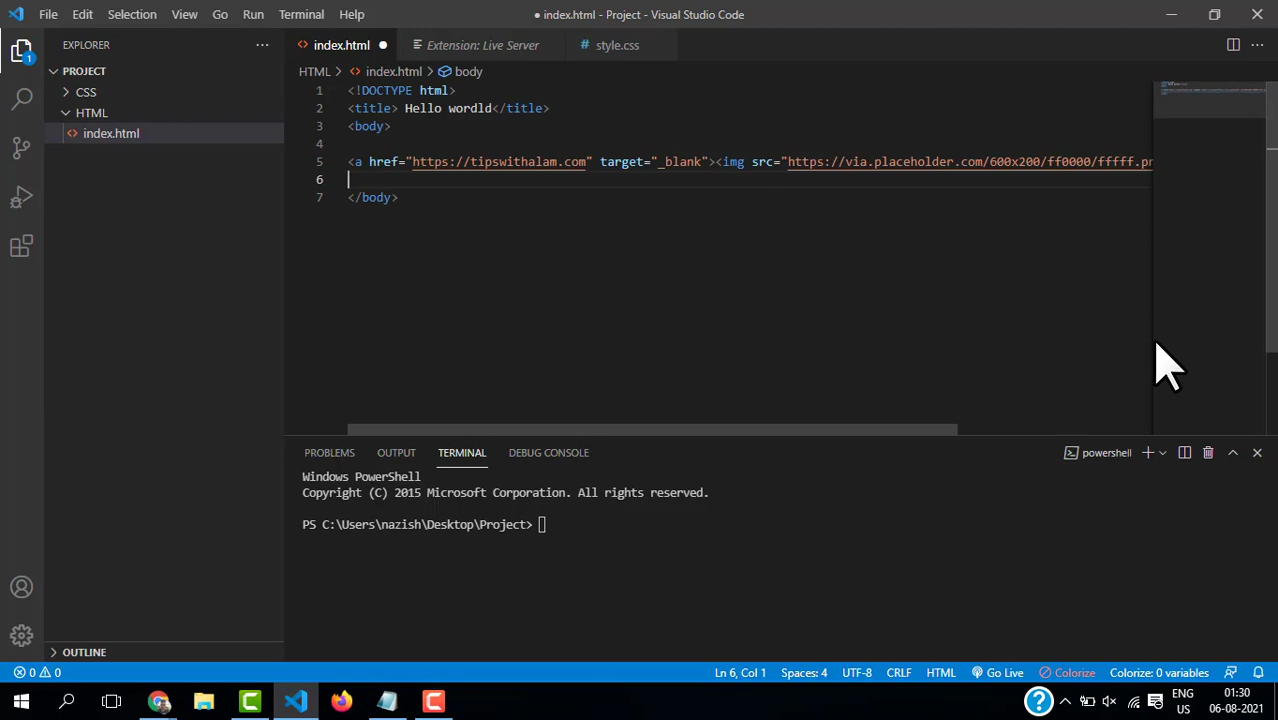 File Edit Selection View Go Run Terminal Help
● index.html - Project - Visual Studio Code
EXPLORER
index.html
Extension: Live Server
# style.css
1
PROJECT
CSS
HTML
index.html
HTML > index.html > body
1 <!DOCTYPE html>
2 <title> Hello wordld</title>
3 <body>
4
5 <a href="https://tipswithalam.com" target="_blank"><img src="https://via.placeholder.com/600x200/ff0000/fffff.pn
6
7 </body>
PROBLEMS OUTPUT TERMINAL DEBUG CONSOLE
powershell
Windows PowerShell
Copyright (C) 2015 Microsoft Corporation. All rights reserved.
PS C:\Users\nazish\Desktop\Project>
OUTLINE
0 0
Ln 6, Col 1 Spaces: 4 UTF-8 CRLF HTML Go Live Colorize Colorize: 0 variables
ENG
US
01:30
06-08-2021